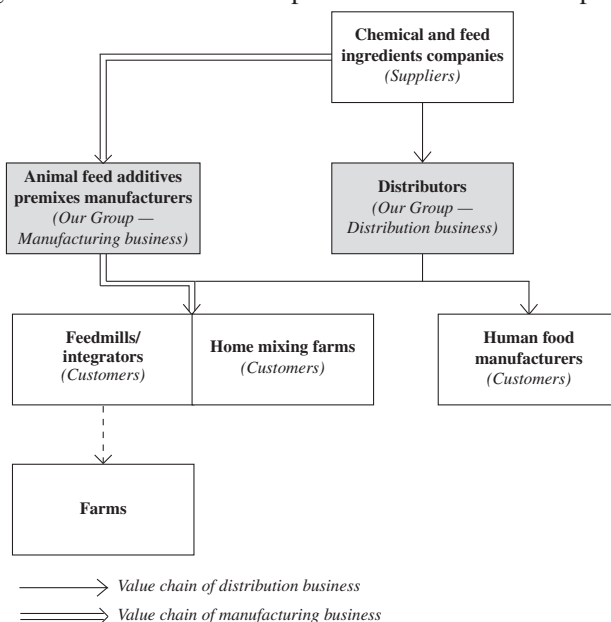 Chemical and feed
ingredients companies
(Suppliers)
Animal feed additives
premixes manufacturers
(Our Group —
Manufacturing business)
Distributors
(Our Group —
Distribution business)
Feedmills/
integrators
(Customers)
Home mixing farms
(Customers)
Human food
manufacturers
(Customers)
Farms
Value chain of distribution business
Value chain of manufacturing business